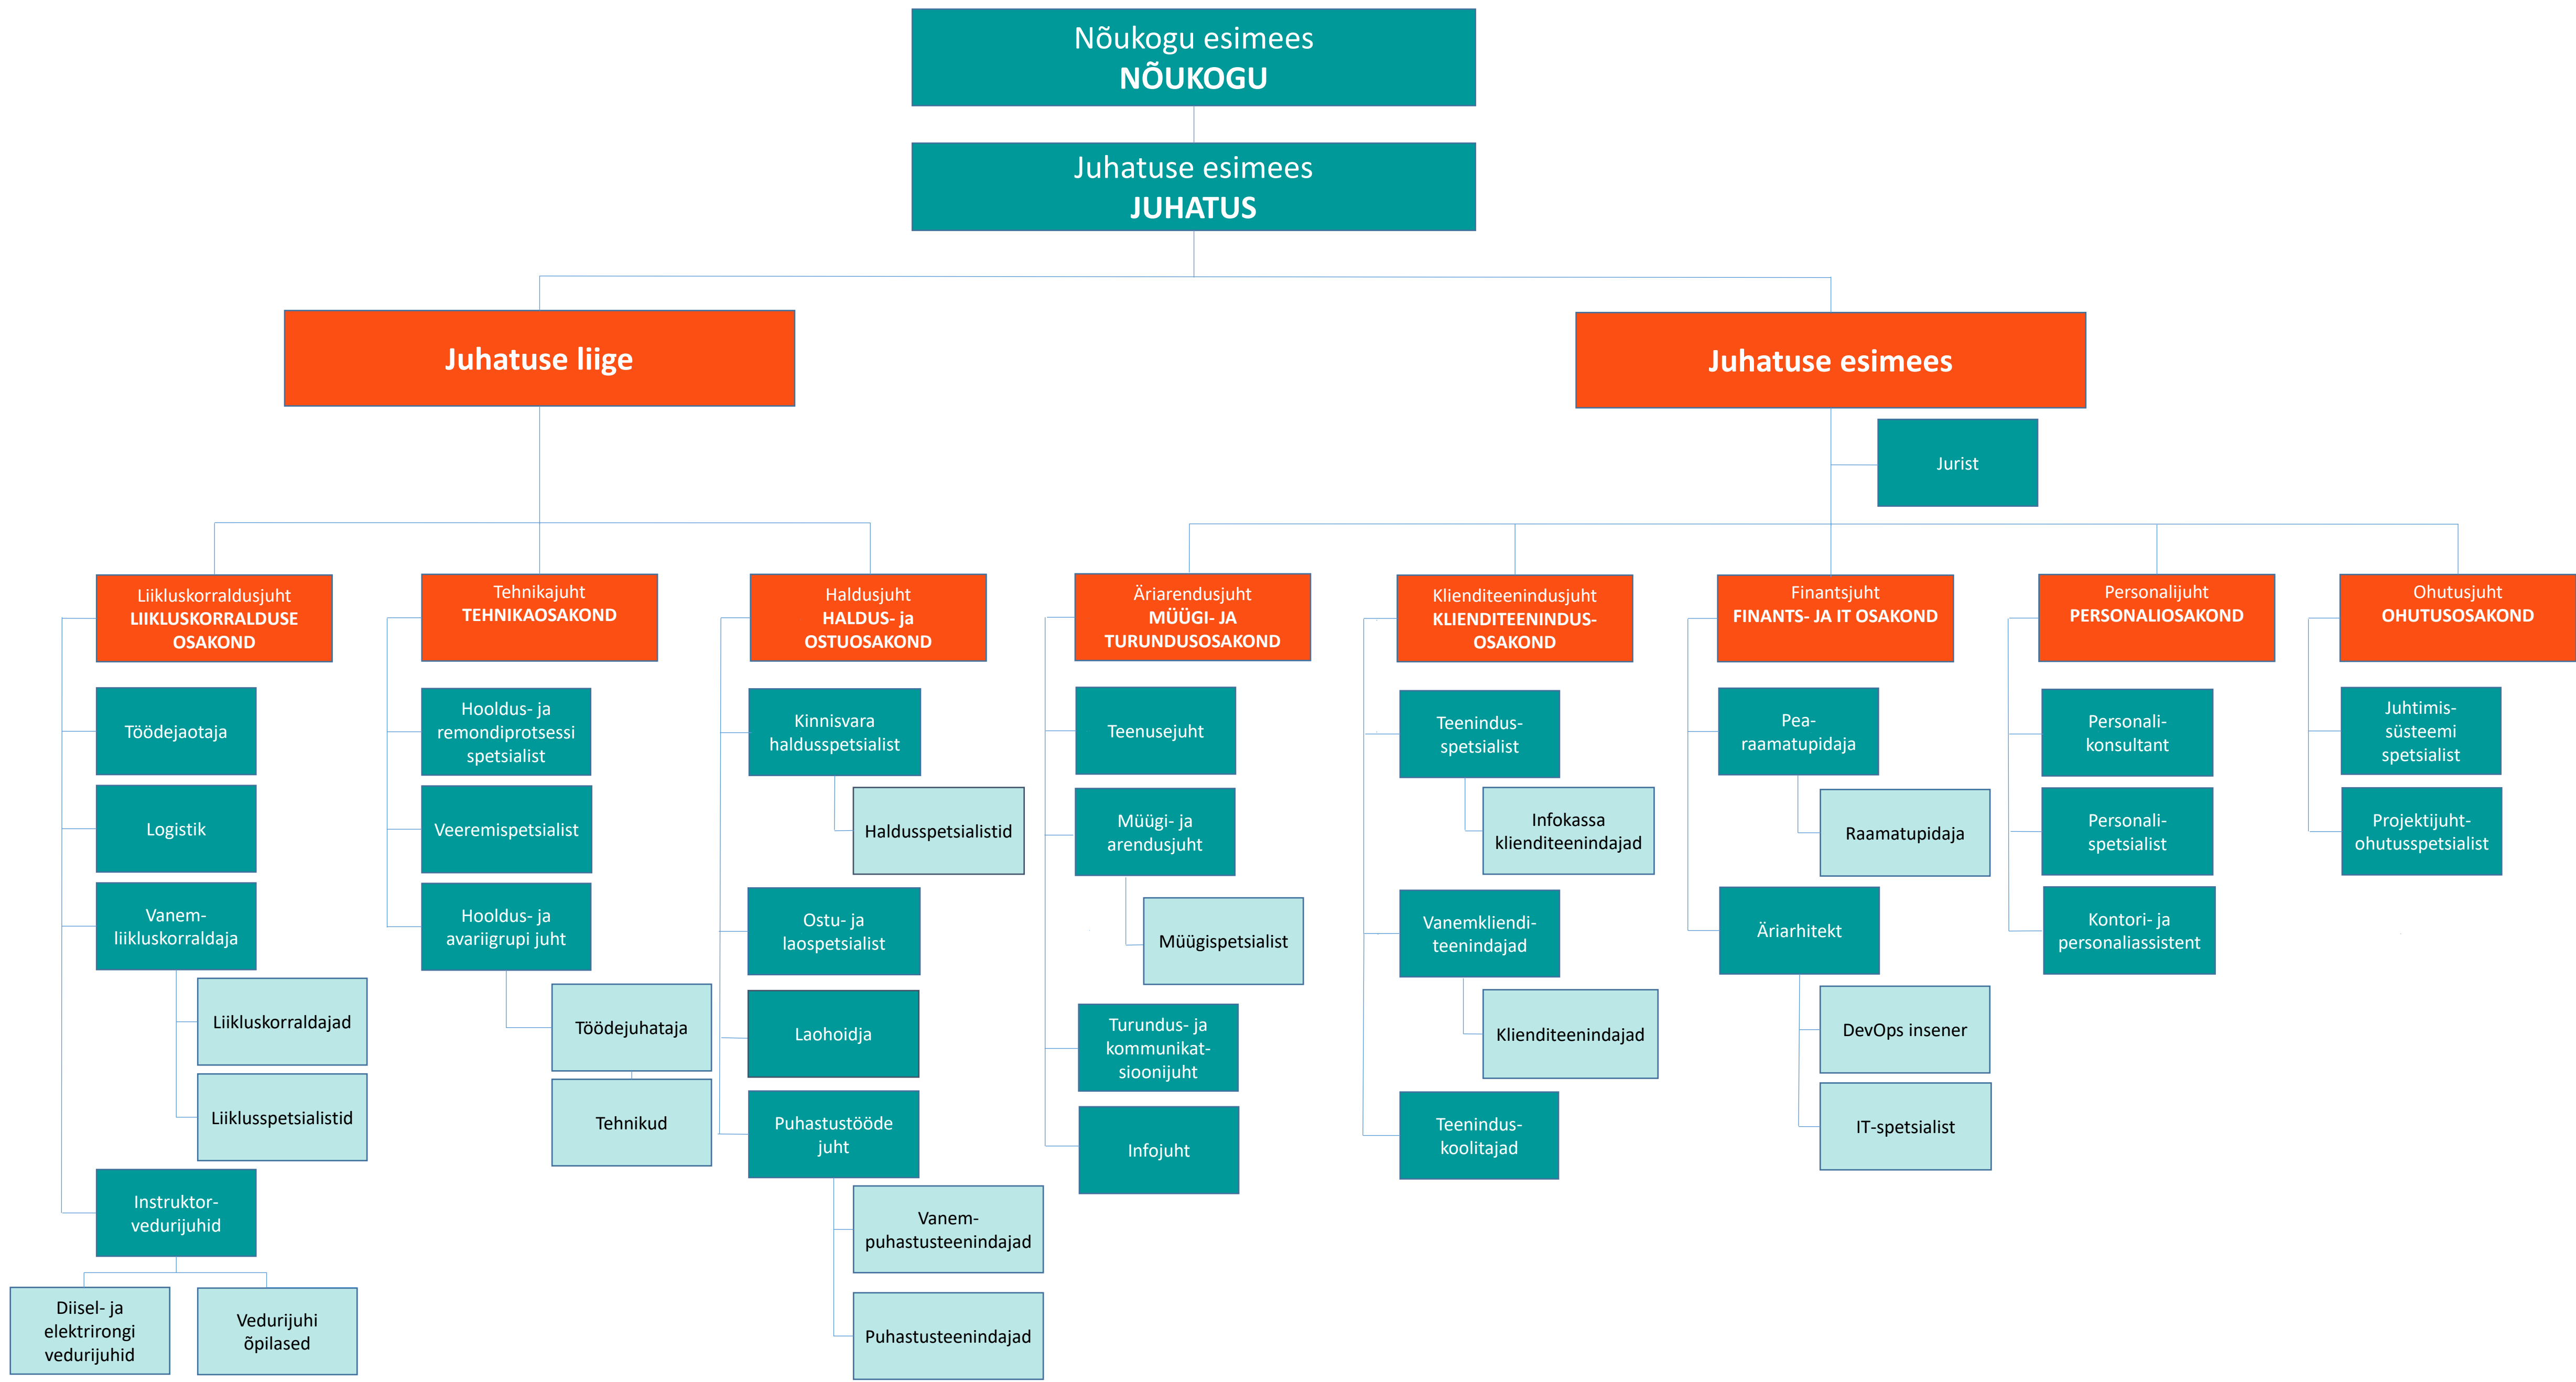 Nõukogu esimees
NÕUKOGU
Juhatuse esimees
JUHATUS
Juhatuse liige
Juhatuse esimees
Jurist
Liikluskorraldusjuht
LIIKLUSKORRALDUSE
OSAKOND
Töödejaotaja
Logistik
Vanem-
liikluskorraldaja
Liikluskorraldajad
Liiklusspetsialistid
Instruktor-
vedurijuhid
Diisel- ja
elektrirongi
vedurijuhid
Vedurijuhi
õpilased
Tehnikajuht
TEHNIKAOSAKOND
Hooldus- ja
remondiprotsessi
spetsialist
Veeremispetsialist
Hooldus- ja
avariigrupi juht
Töödejuhataja
Tehnikud
Haldusjuht
HALDUS- ja
OSTUOSAKOND
Kinnisvara
haldusspetsialist
Haldusspetsialistid
Ostu- ja
laospetsialist
Laohoidja
Puhastustööde
juht
Vanem-
puhastusteenindajad
Puhastusteenindajad
Äriarendusjuht
MÜÜGI- JA
TURUNDUSOSAKOND
Teenusejuht
Müügi- ja
arendusjuht
Müügispetsialist
Turundus- ja
kommunikat-
sioonijuht
Infojuht
Klienditeenindusjuht
KLIENDITEENINDUS-
OSAKOND
Teenindus-
spetsialist
Infokassa
klienditeenindajad
Vanemkliendi-
teenindajad
Klienditeenindajad
Teenindus-
koolitajad
Finantsjuht
FINANTS- JA IT OSAKOND
Pea-
raamatupidaja
Raamatupidaja
Äriarhitekt
DevOps insener
IT-spetsialist
Personalijuht
PERSONALIOSAKOND
Personali-
konsultant
Personali-
spetsialist
Kontori- ja
personaliassistent
Ohutusjuht
OHUTUSOSAKOND
Juhtimis-
süsteemi
spetsialist
Projektijuht-
ohutusspetsialist